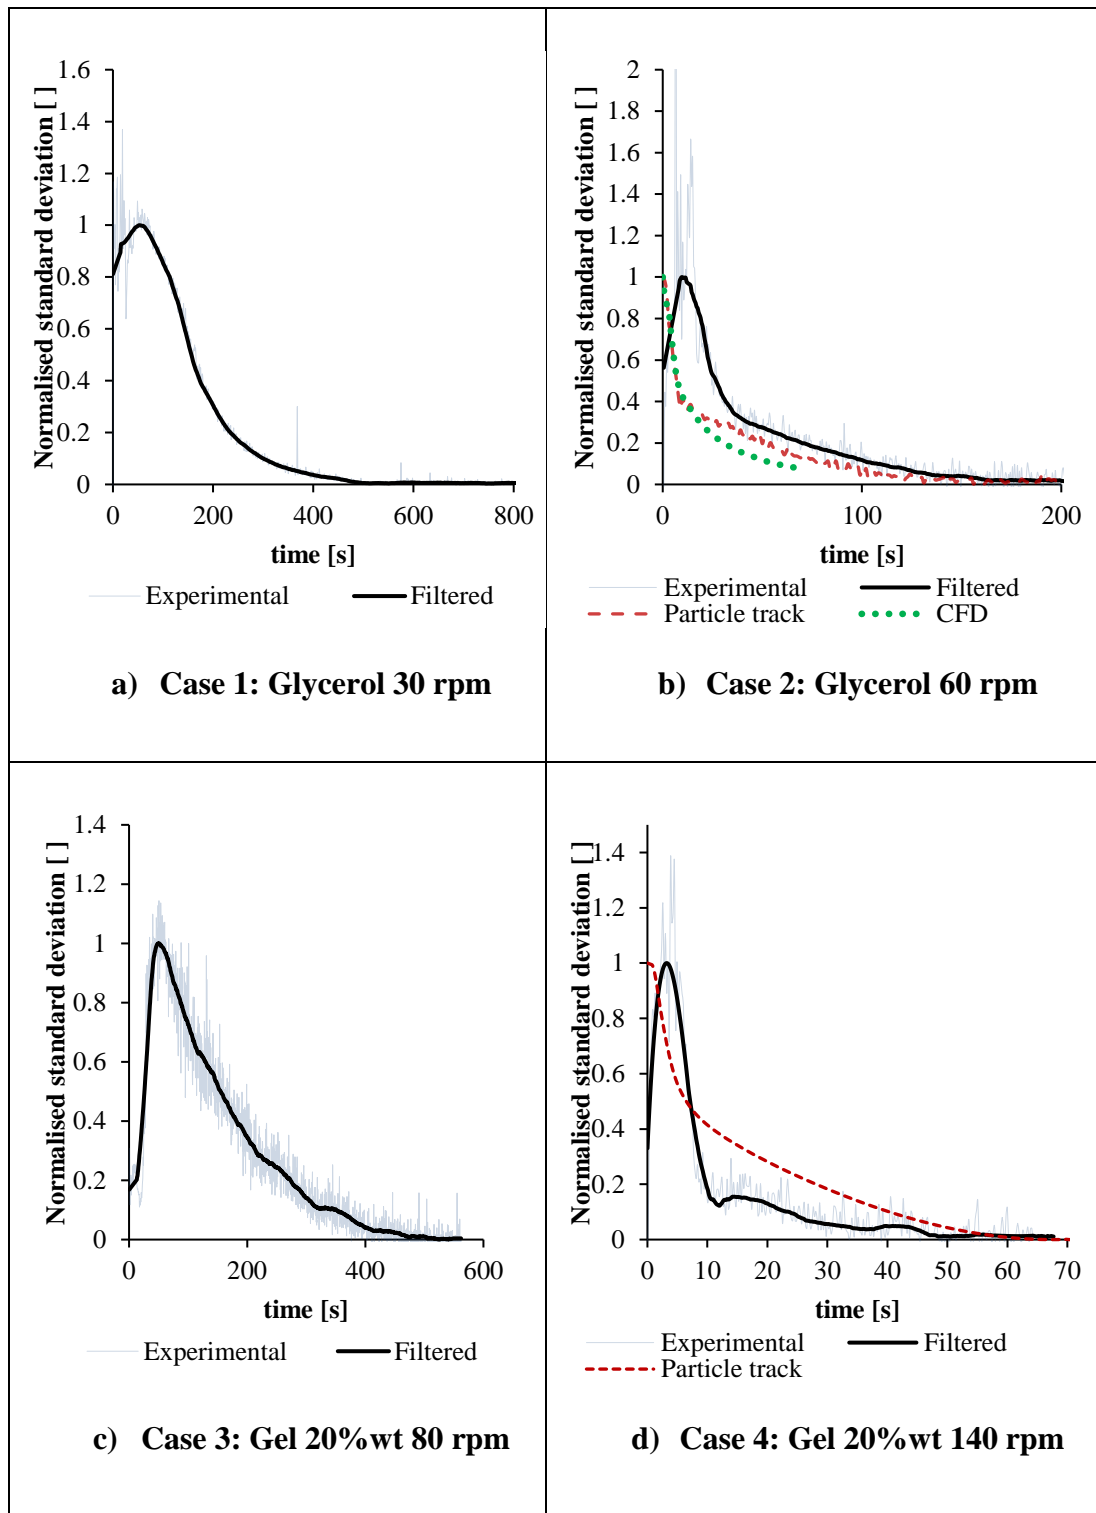 Normalised standard deviation [ ]
1.6
1.4
1.2
1
0.8
0.6
0.4
0.2
0
0 200 400 600 800
time [s]
Experimental Filtered
a) Case 1: Glycerol 30 rpm
Normalised standard deviation [ ]
2
1.8
1.6
1.4
1.2
1
0.8
0.6
0.4
0.2
0
0 100 200
time [s]
Experimental Filtered
Particle track CFD
b) Case 2: Glycerol 60 rpm
Normalised standard deviation [ ]
1.4
1.2
1
0.8
0.6
0.4
0.2
0
0 200 400 600
time [s]
Experimental Filtered
c) Case 3: Gel 20%wt 80 rpm
Normalised standard deviation [ ]
1.4
1.2
1
0.8
0.6
0.4
0.2
0
0 10 20 30 40 50 60 70
time [s]
Experimental Filtered
Particle track
d) Case 4: Gel 20%wt 140 rpm